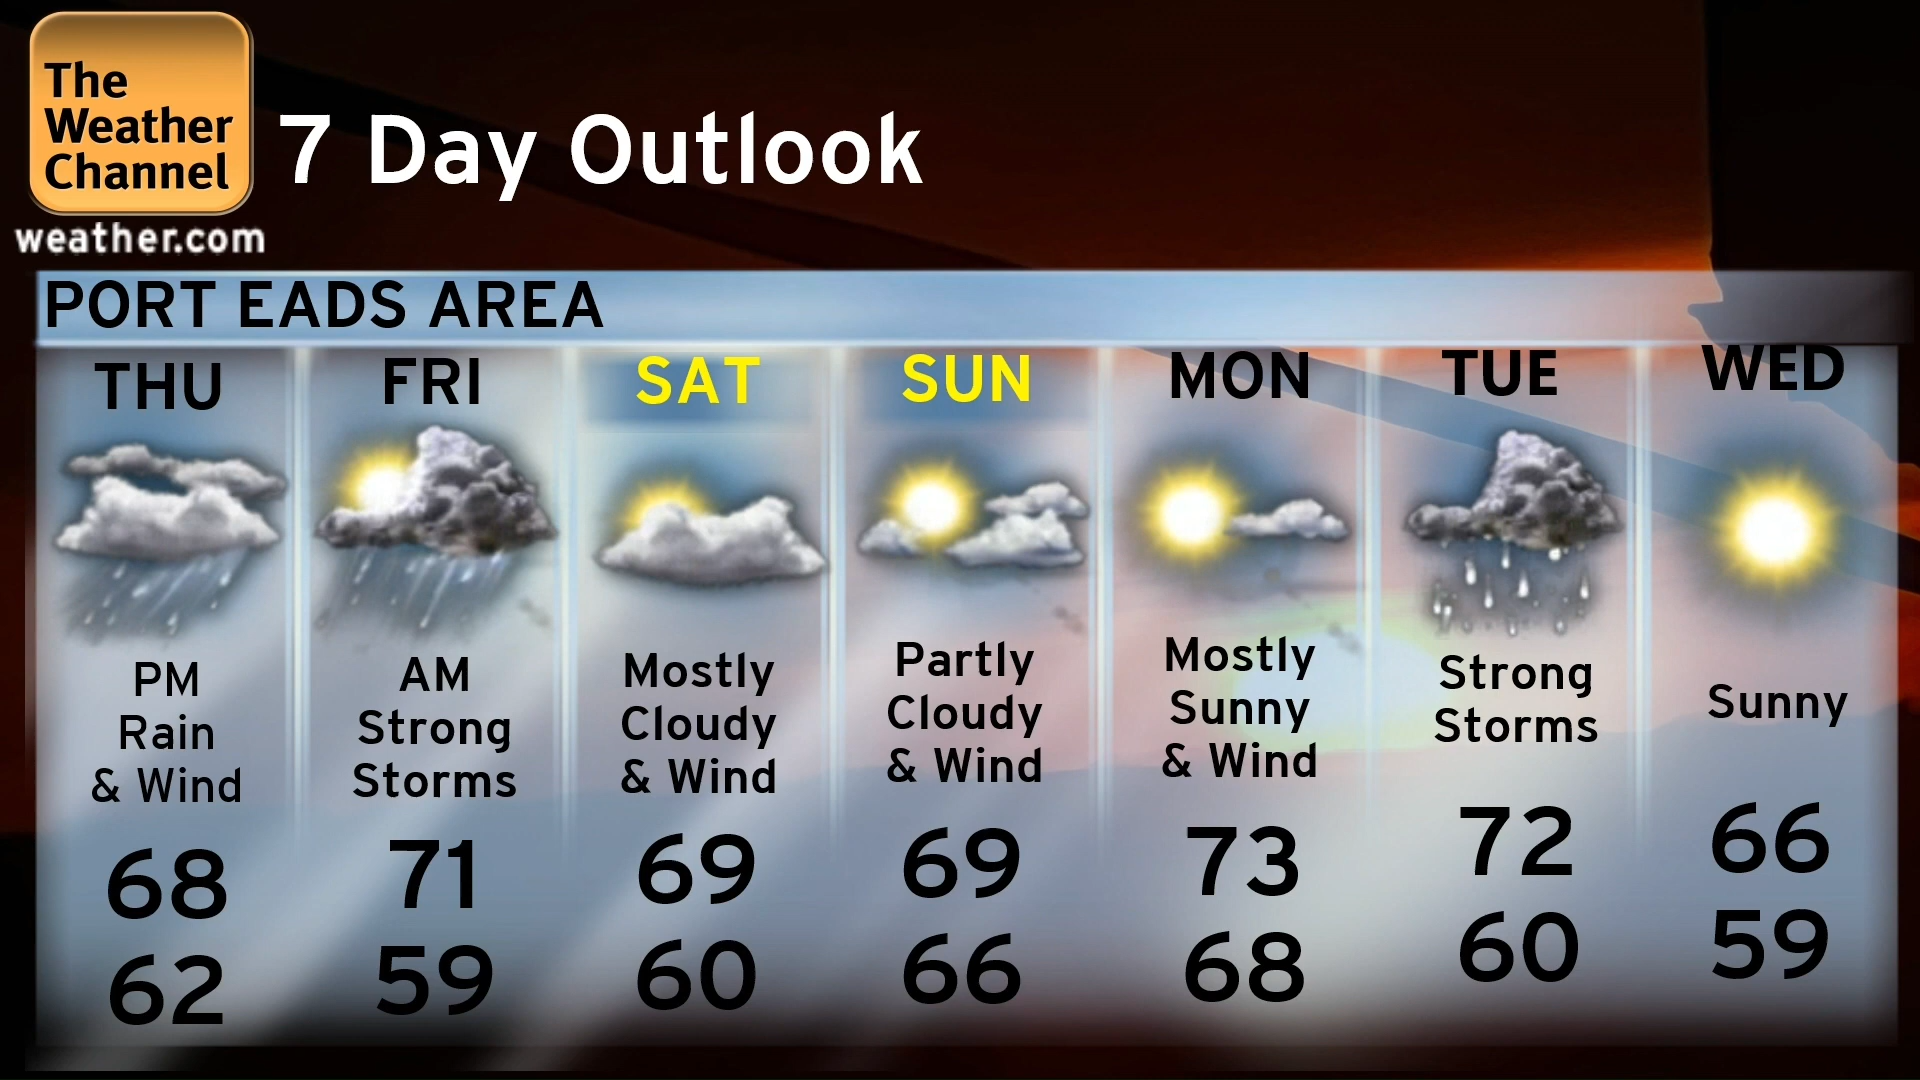 The
Weather
Channel
weather.com
7 Day Outlook
PORT EADS AREA
THU
PM
Rain
& Wind
68
62
FRI
AM
Strong
Storms
71
59
SAT
Mostly
Cloudy
& Wind
69
60
SUN
Partly
Cloudy
& Wind
69
66
MON
Mostly
Sunny
& Wind
73
68
TUE
Strong
Storms
72
60
WED
Sunny
66
59